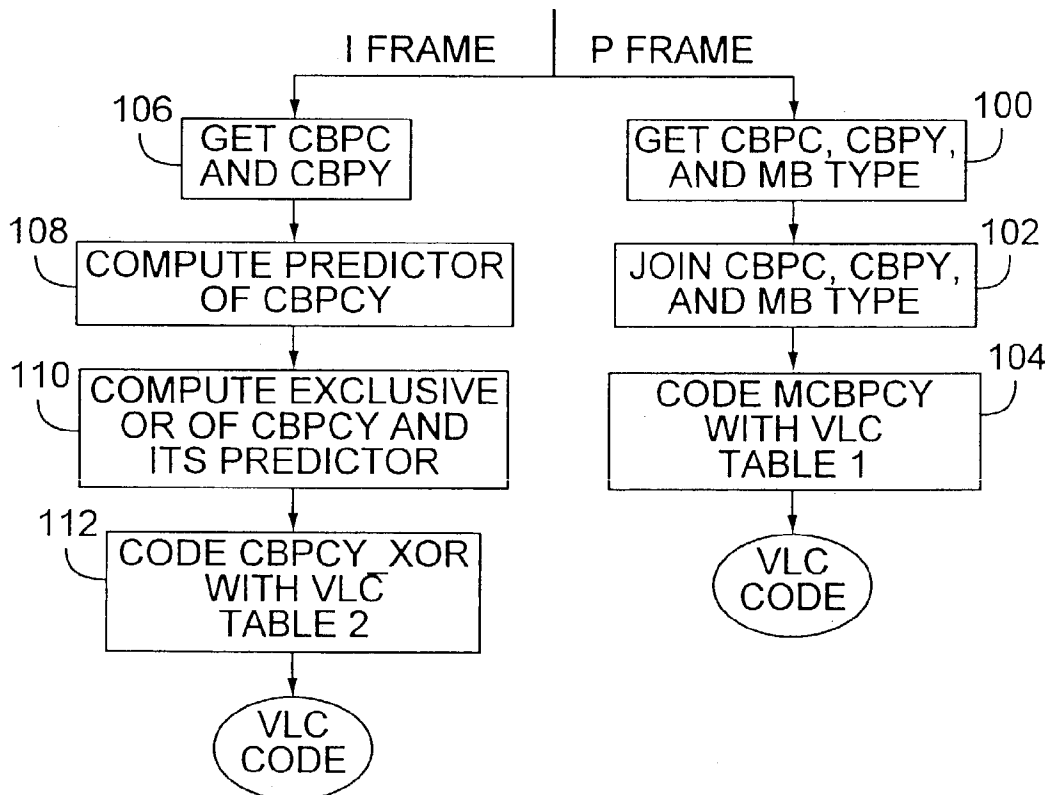 I FRAME
P FRAME
106
GET CBPC
AND CBPY
108
COMPUTE PREDICTOR
OF CBPCY
110
COMPUTE EXCLUSIVE
OR OF CBPCY AND
ITS PREDICTOR
112
CODE CBPCY_XOR
WITH VLC
TABLE 2
VLC
CODE
100
GET CBPC, CBPY,
AND MB TYPE
102
JOIN CBPC, CBPY,
AND MB TYPE
104
CODE MCBPCY
WITH VLC
TABLE 1
VLC
CODE